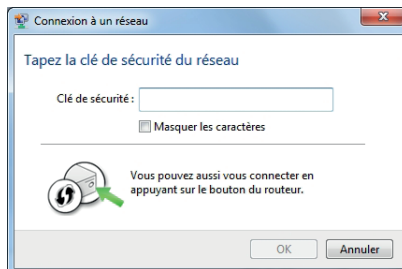 Connexion à un réseau
Tapez la clé de sécurité du réseau
Clé de sécurité :
Masquer les caractères
Vous pouvez aussi vous connecter en
appuyant sur le bouton du routeur.
OK
Annuler